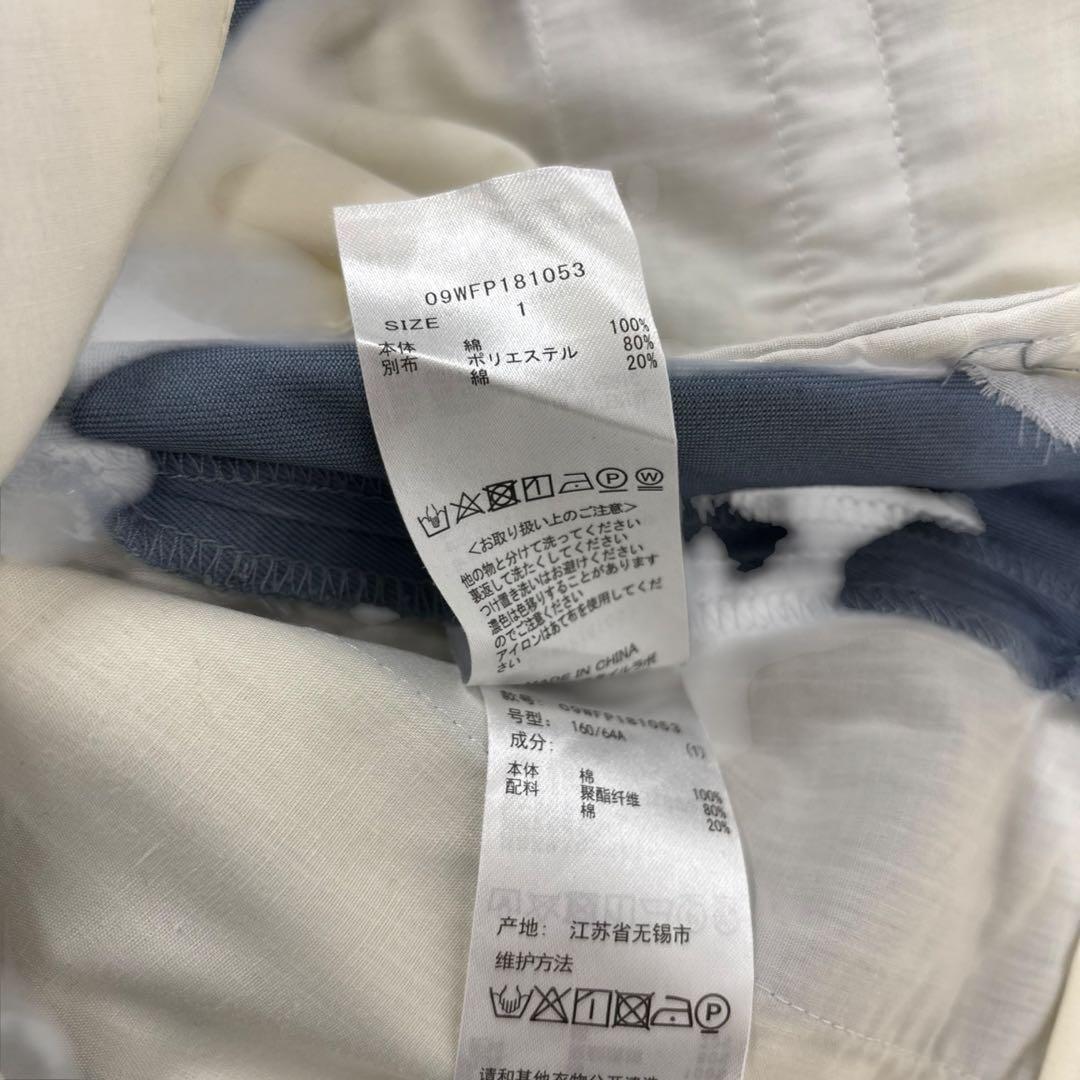 09WFP181053
SIZE 1
本体 綿 100%
別布 ポリエステル 80%
綿 20%
<お取り扱い上のご注意>
他の物と分けて洗ってください
裏返して洗たくしてください
つけ置き洗いはお避けください
濃色は色移りすることがあります
のでご注意ください
アイロンはあて布を使用してくだ
さい
MADE IN CHINA
款号: 09WFP181053
号型: 160/64A (1)
成分:
本体 棉 100%
配料 聚酯纤维 80%
棉 20%
产地: 江苏省无锡市
维护方法
请和其他衣物分开清洗